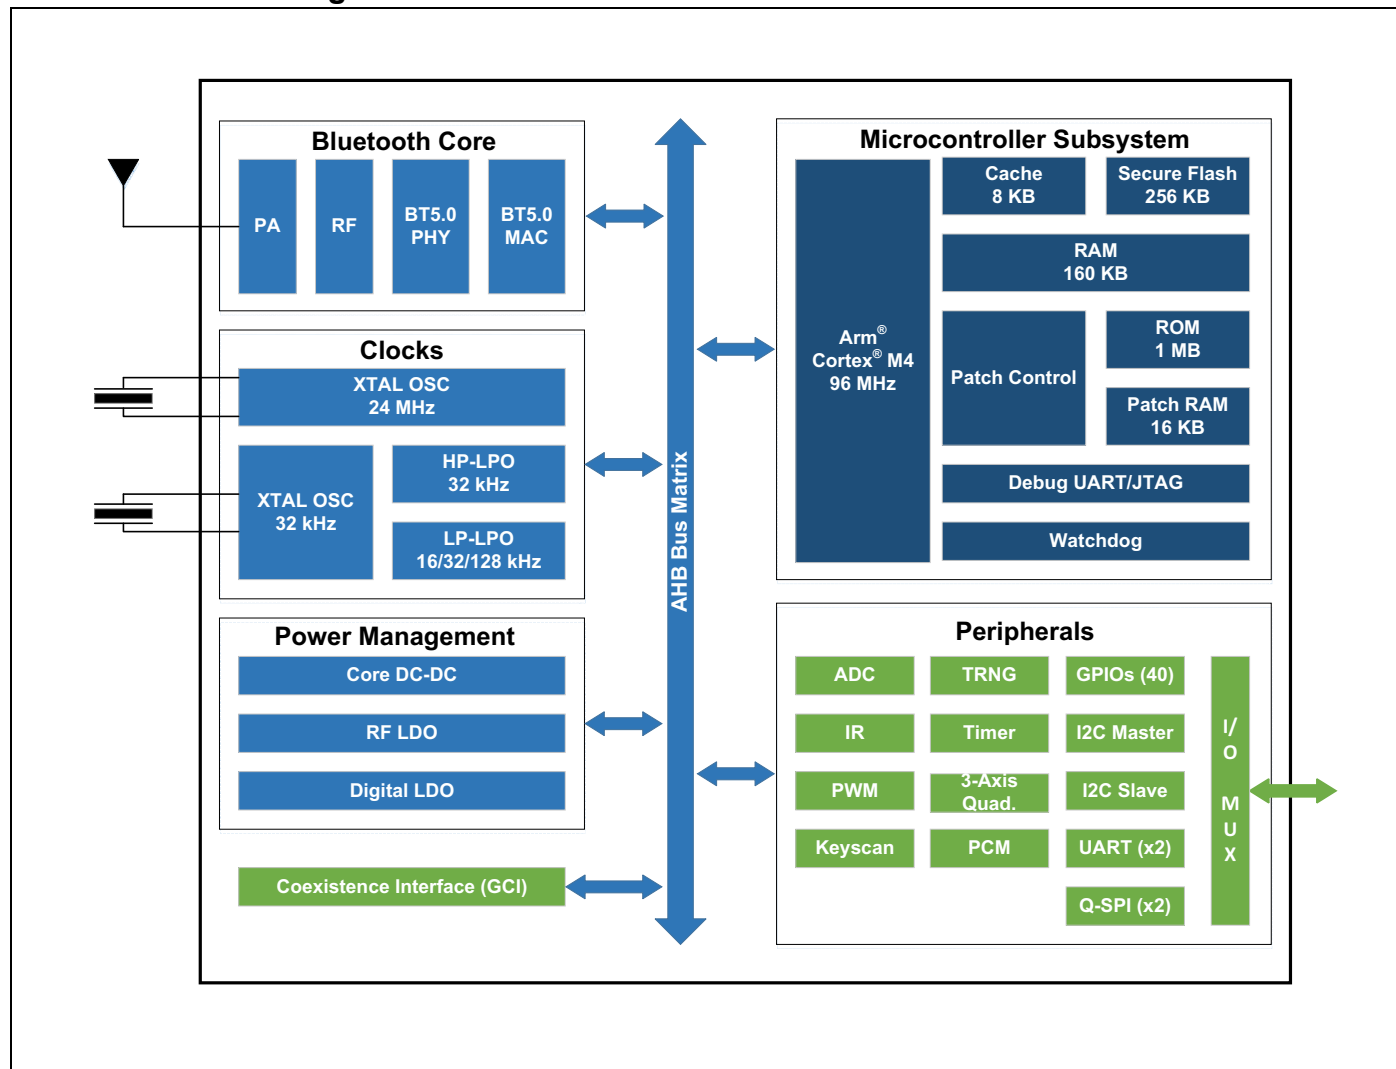 Bluetooth Core
PA
RF
BT5.0
PHY
BT5.0
MAC
Clocks
XTAL OSC
24 MHz
XTAL OSC
32 kHz
HP-LPO
32 kHz
LP-LPO
16/32/128 kHz
Power Management
Core DC-DC
RF LDO
Digital LDO
Coexistence Interface (GCI)
AHB Bus Matrix
Microcontroller Subsystem
Arm®
Cortex® M4
96 MHz
Cache
8 KB
Secure Flash
256 KB
RAM
160 KB
Patch Control
ROM
1 MB
Patch RAM
16 KB
Debug UART/JTAG
Watchdog
Peripherals
ADC
TRNG
GPIOs (40)
IR
Timer
I2C Master
PWM
3-Axis
Quad.
I2C Slave
Keyscan
PCM
UART (x2)
Q-SPI (x2)
I/
O
M
U
X